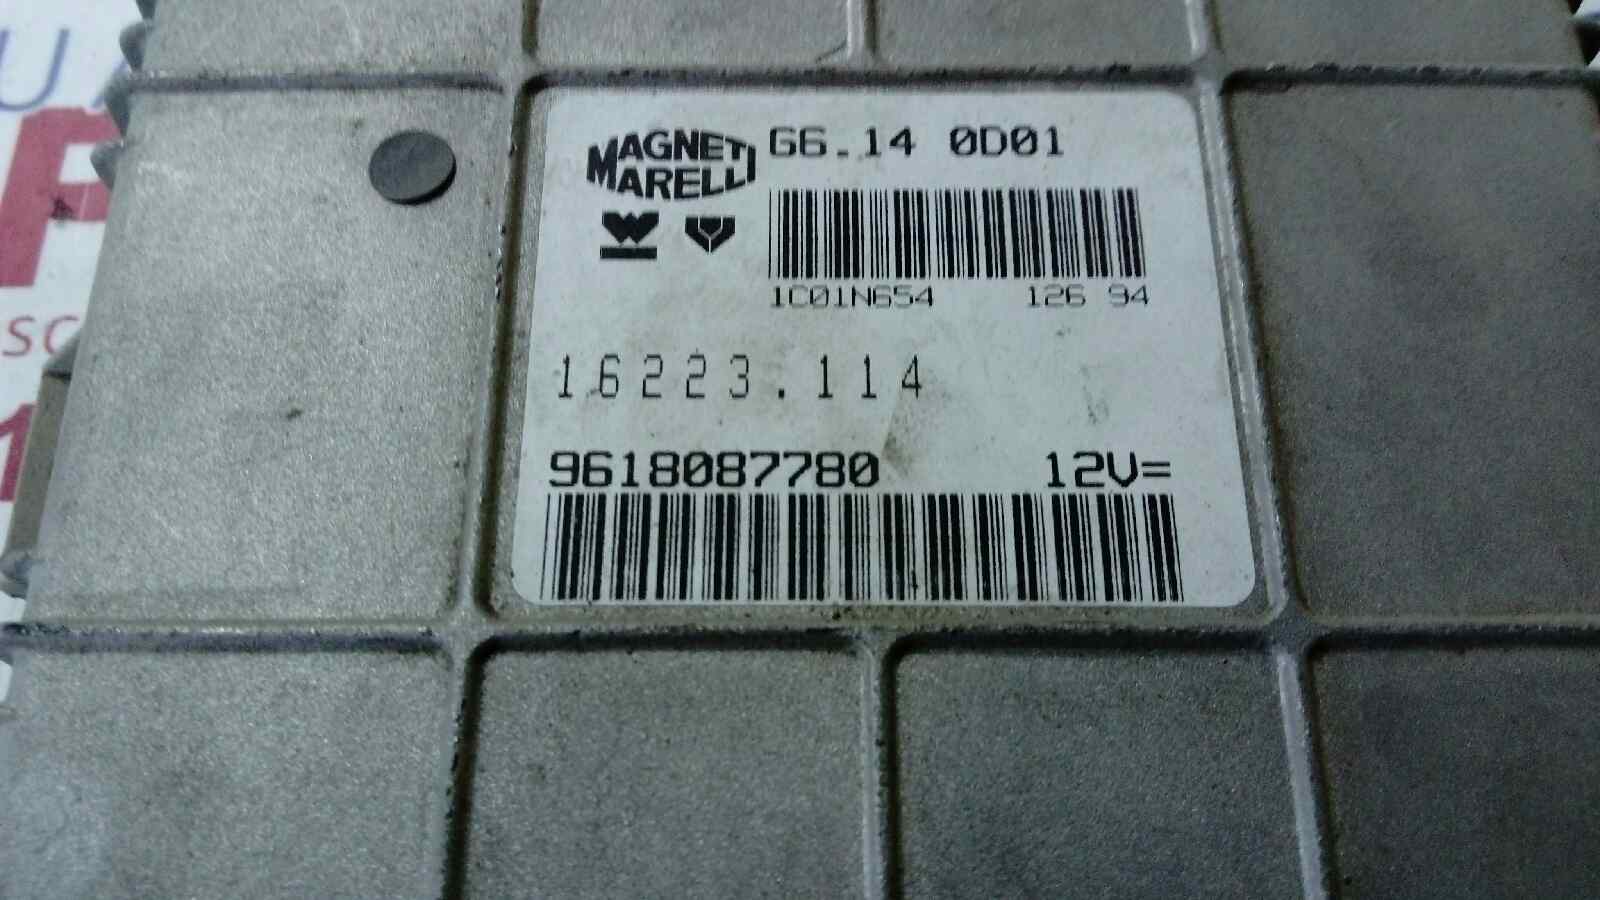 MAGNETI MARELLI
G6.14 0D01
W
1C01N654 126 94
16223.114
9618087780 12V=